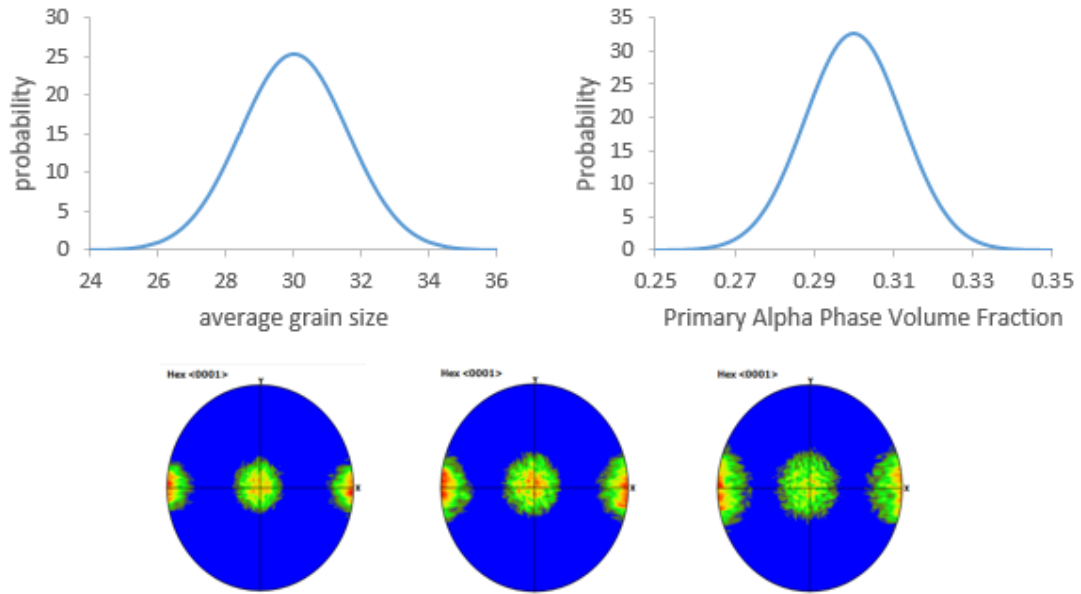 30
25
20
15
10
5
0
probability
24 26 28 30 32 34 36
average grain size
35
30
25
20
15
10
5
0
Probability
0.25 0.27 0.29 0.31 0.33 0.35
Primary Alpha Phase Volume Fraction
Hex <0001>
Y
X
Hex <0001>
Y
X
Hex <0001>
Y
X